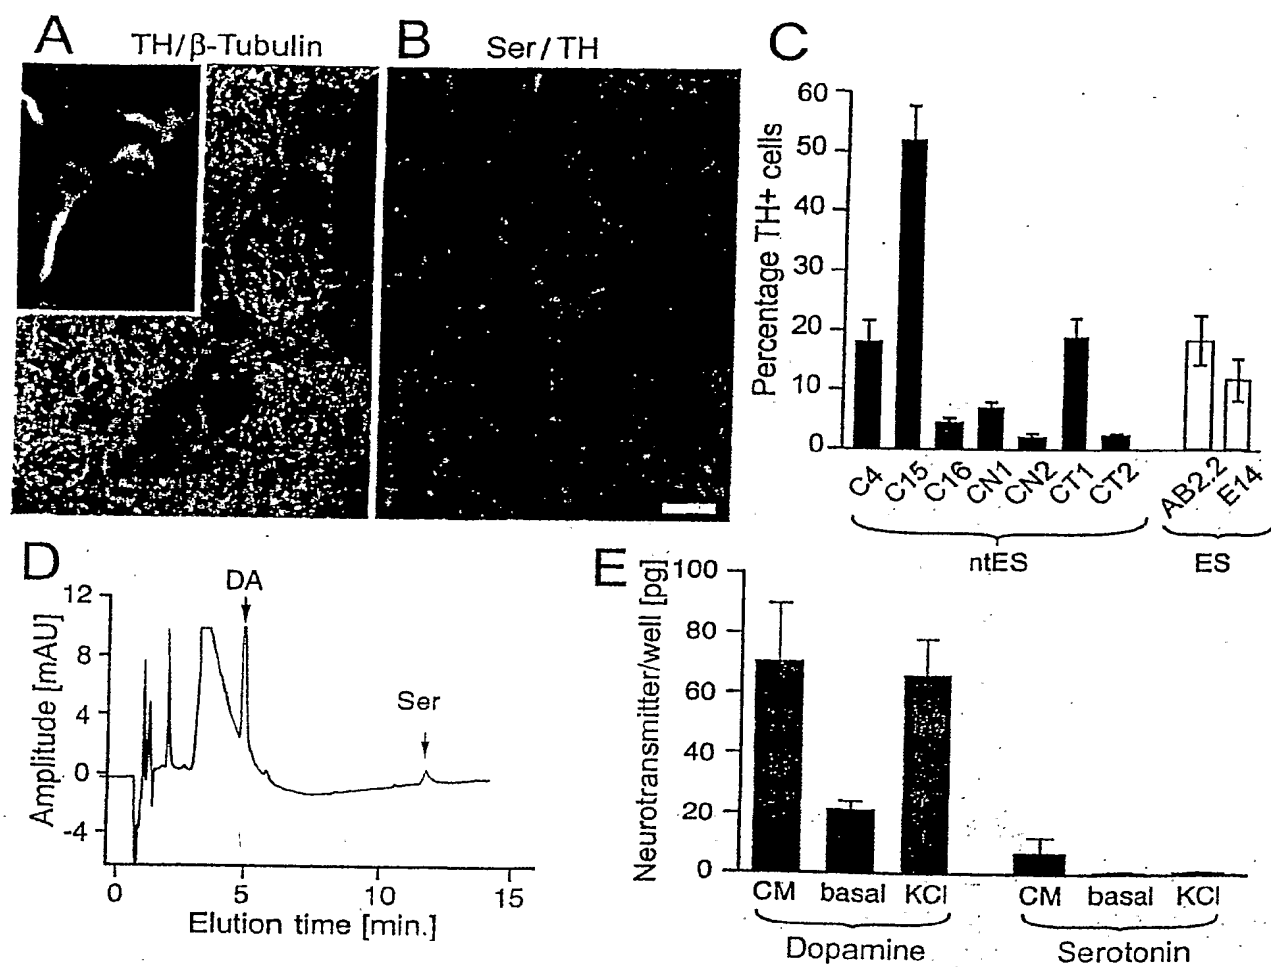 A
TH/β-Tubulin
B
Ser/TH
C
Percentage TH+ cells
60
50
40
30
20
10
0
C4
C15
C16
CN1
CN2
CT1
CT2
AB2.2
E14
ntES
ES
D
Amplitude [mAU]
12
8
4
0
-4
DA
Ser
0
5
10
15
Elution time [min.]
E
Neurotransmitter/well [pg]
100
80
60
40
20
0
CM
basal
KCl
CM
basal
KCl
Dopamine
Serotonin